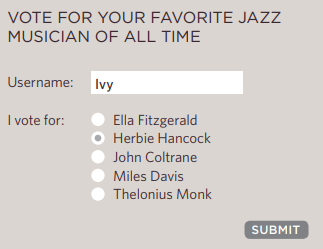 VOTE FOR YOUR FAVORITE JAZZ
MUSICIAN OF ALL TIME
Username: Ivy
I vote for: Ella Fitzgerald
Herbie Hancock
John Coltrane
Miles Davis
Thelonius Monk
SUBMIT